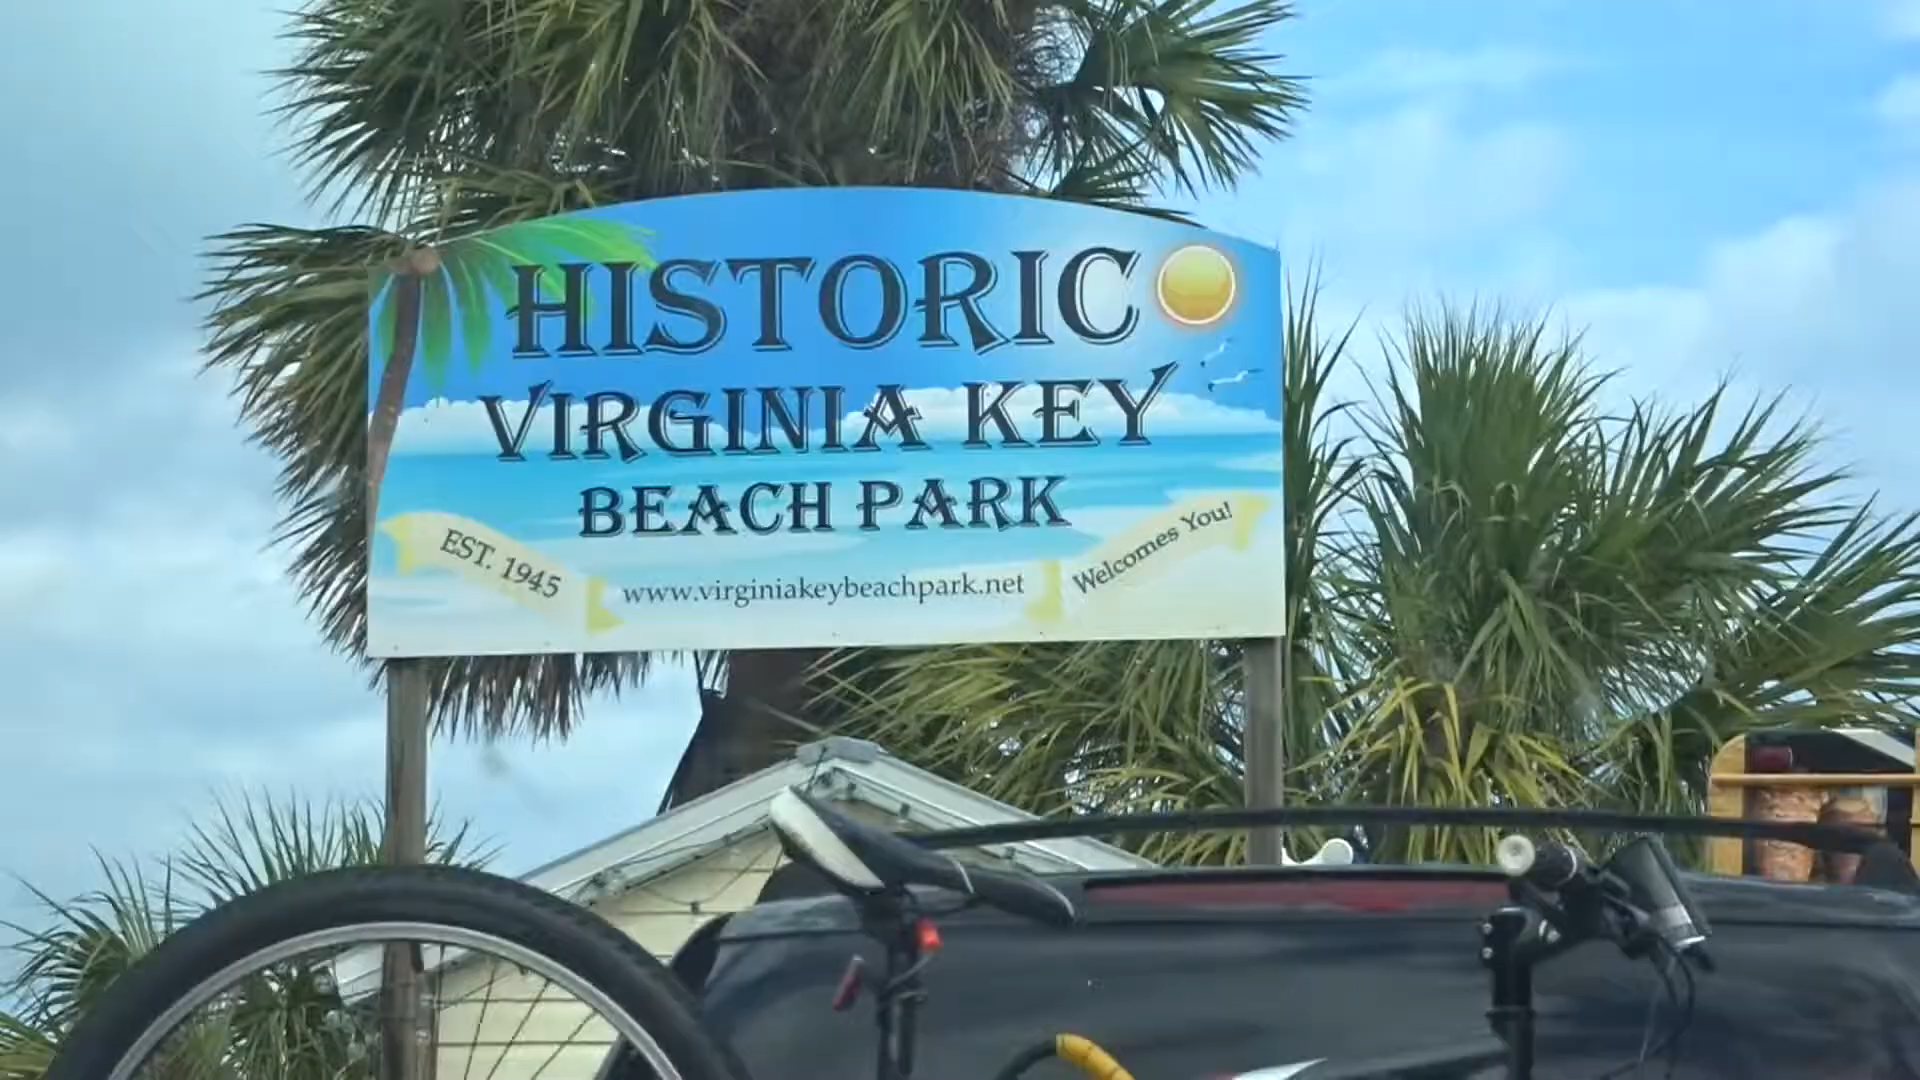 HISTORIC
VIRGINIA KEY
BEACH PARK
EST. 1945
www.virginiakeybeachpark.net
Welcomes You!